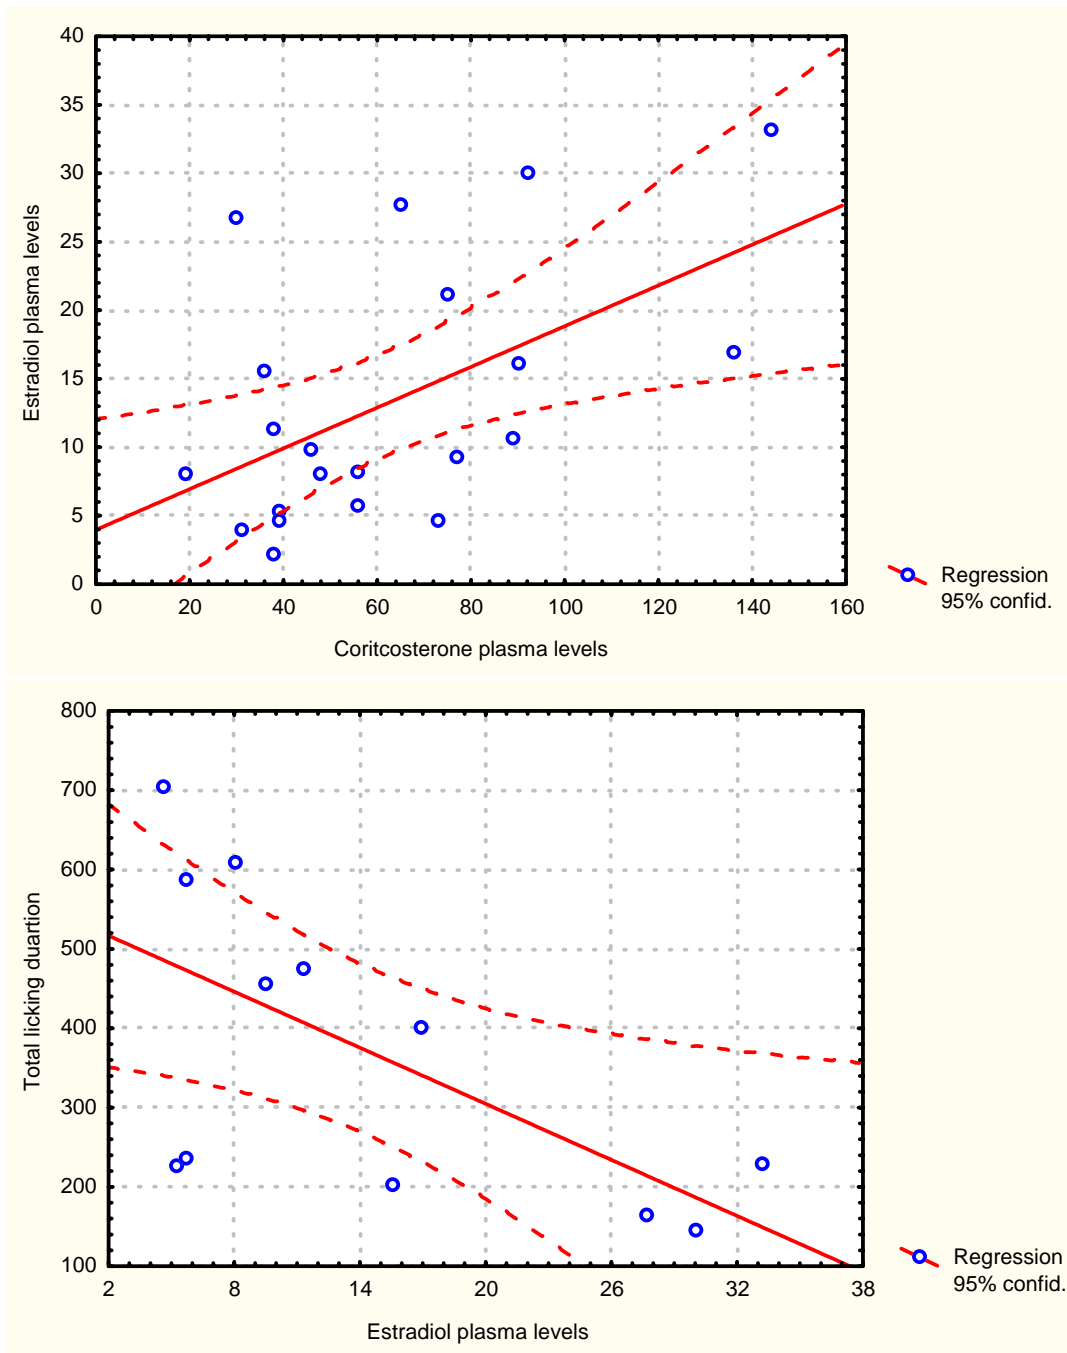 40
35
30
25
20
15
10
5
0
0 20 40 60 80 100 120 140 160
Estradiol plasma levels
Coritcosterone plasma levels
Regression
95% confid.
800
700
600
500
400
300
200
100
2 8 14 20 26 32 38
Total licking duartion
Estradiol plasma levels
Regression
95% confid.